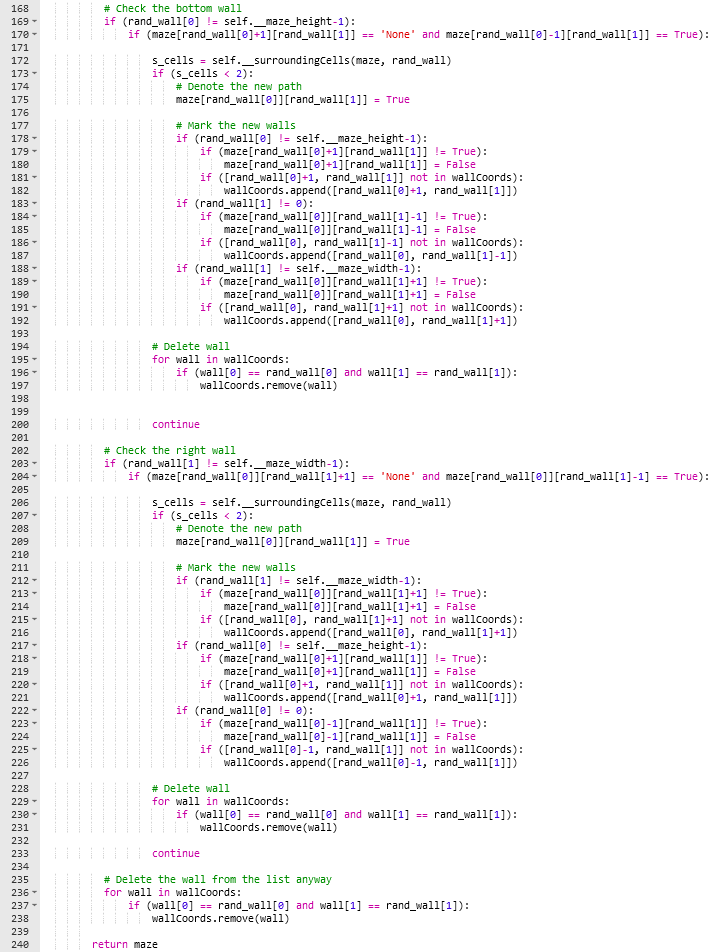 168 # Check the bottom wall
169 if (rand_wall[0] != self.__maze_height-1):
170 if (maze[rand_wall[0]+1][rand_wall[1]] == 'None' and maze[rand_wall[0]-1][rand_wall[1]] == True):
171
172 s_cells = self.__surroundingCells(maze, rand_wall)
173 if (s_cells < 2):
174 # Denote the new path
175 maze[rand_wall[0]][rand_wall[1]] = True
176
177 # Mark the new walls
178 if (rand_wall[0] != self.__maze_height-1):
179 if (maze[rand_wall[0]+1][rand_wall[1]] != True):
180 maze[rand_wall[0]+1][rand_wall[1]] = False
181 if ([rand_wall[0]+1, rand_wall[1]] not in wallCoords):
182 wallCoords.append([rand_wall[0]+1, rand_wall[1]])
183 if (rand_wall[1] != 0):
184 if (maze[rand_wall[0]][rand_wall[1]-1] != True):
185 maze[rand_wall[0]][rand_wall[1]-1] = False
186 if ([rand_wall[0], rand_wall[1]-1] not in wallCoords):
187 wallCoords.append([rand_wall[0], rand_wall[1]-1])
188 if (rand_wall[1] != self.__maze_width-1):
189 if (maze[rand_wall[0]][rand_wall[1]+1] != True):
190 maze[rand_wall[0]][rand_wall[1]+1] = False
191 if ([rand_wall[0], rand_wall[1]+1] not in wallCoords):
192 wallCoords.append([rand_wall[0], rand_wall[1]+1])
193
194 # Delete wall
195 for wall in wallCoords:
196 if (wall[0] == rand_wall[0] and wall[1] == rand_wall[1]):
197 wallCoords.remove(wall)
198
199
200 continue
201
202 # Check the right wall
203 if (rand_wall[1] != self.__maze_width-1):
204 if (maze[rand_wall[0]][rand_wall[1]+1] == 'None' and maze[rand_wall[0]][rand_wall[1]-1] == True):
205
206 s_cells = self.__surroundingCells(maze, rand_wall)
207 if (s_cells < 2):
208 # Denote the new path
209 maze[rand_wall[0]][rand_wall[1]] = True
210
211 # Mark the new walls
212 if (rand_wall[1] != self.__maze_width-1):
213 if (maze[rand_wall[0]][rand_wall[1]+1] != True):
214 maze[rand_wall[0]][rand_wall[1]+1] = False
215 if ([rand_wall[0], rand_wall[1]+1] not in wallCoords):
216 wallCoords.append([rand_wall[0], rand_wall[1]+1])
217 if (rand_wall[0] != self.__maze_height-1):
218 if (maze[rand_wall[0]+1][rand_wall[1]] != True):
219 maze[rand_wall[0]+1][rand_wall[1]] = False
220 if ([rand_wall[0]+1, rand_wall[1]] not in wallCoords):
221 wallCoords.append([rand_wall[0]+1, rand_wall[1]])
222 if (rand_wall[0] != 0):
223 if (maze[rand_wall[0]-1][rand_wall[1]] != True):
224 maze[rand_wall[0]-1][rand_wall[1]] = False
225 if ([rand_wall[0]-1, rand_wall[1]] not in wallCoords):
226 wallCoords.append([rand_wall[0]-1, rand_wall[1]])
227
228 # Delete wall
229 for wall in wallCoords:
230 if (wall[0] == rand_wall[0] and wall[1] == rand_wall[1]):
231 wallCoords.remove(wall)
232
233 continue
234
235 # Delete the wall from the list anyway
236 for wall in wallCoords:
237 if (wall[0] == rand_wall[0] and wall[1] == rand_wall[1]):
238 wallCoords.remove(wall)
239
240 return maze